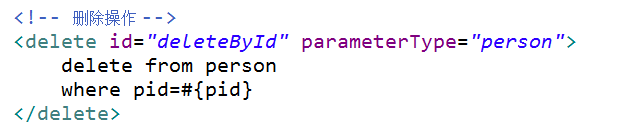 <!-- 删除操作 -->
<delete id="deleteById" parameterType="person">
    delete from person
    where pid=#{pid}
</delete>